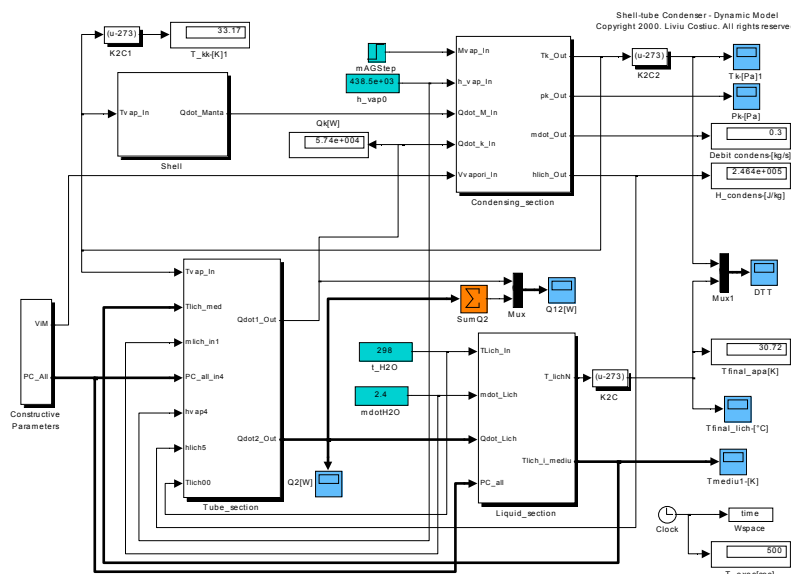 Shell-tube Condenser - Dynamic Model
Copyright 2000. Liviu Costiuc. All rights reserve
(u-273)
K2C1
33.17
T_kk-[K]1
Tvap_In
Qdot_Manta
Shell
mAGStep
438.5e+03
h_vap0
Qk[W]
5.74e+004
Mvap_In
h_vap_In
Qdot_M_In
Qdot_k_In
Vvapori_In
Tk_Out
pk_Out
mdot_Out
hlich_Out
Condensing_section
(u-273)
K2C2
Tk-[Pa]1
Pk-[Pa]
0.3
Debit condens-[kg/s]
2.464e+005
H_condens-[J/kg]
Tvap_In
Tlich_med
mlich_in1
PC_all_in4
hvap4
hlich5
Tlich00
Qdot1_Out
Qdot2_Out
Tube_section
ViM
PC_All
Constructive
Parameters
SumQ2
Mux
Q12[W]
Mux1
DTT
298
t_H2O
2.4
mdotH2O
Q2[W]
TLich_In
mdot_Lich
Qdot_Lich
PC_all
T_lichN
Tlich_i_mediu
Liquid_section
(u-273)
K2C
30.72
Tfinal_apa[K]
Tfinal_lich-[°C]
Tmediu1-[K]
Clock
time
Wspace
500